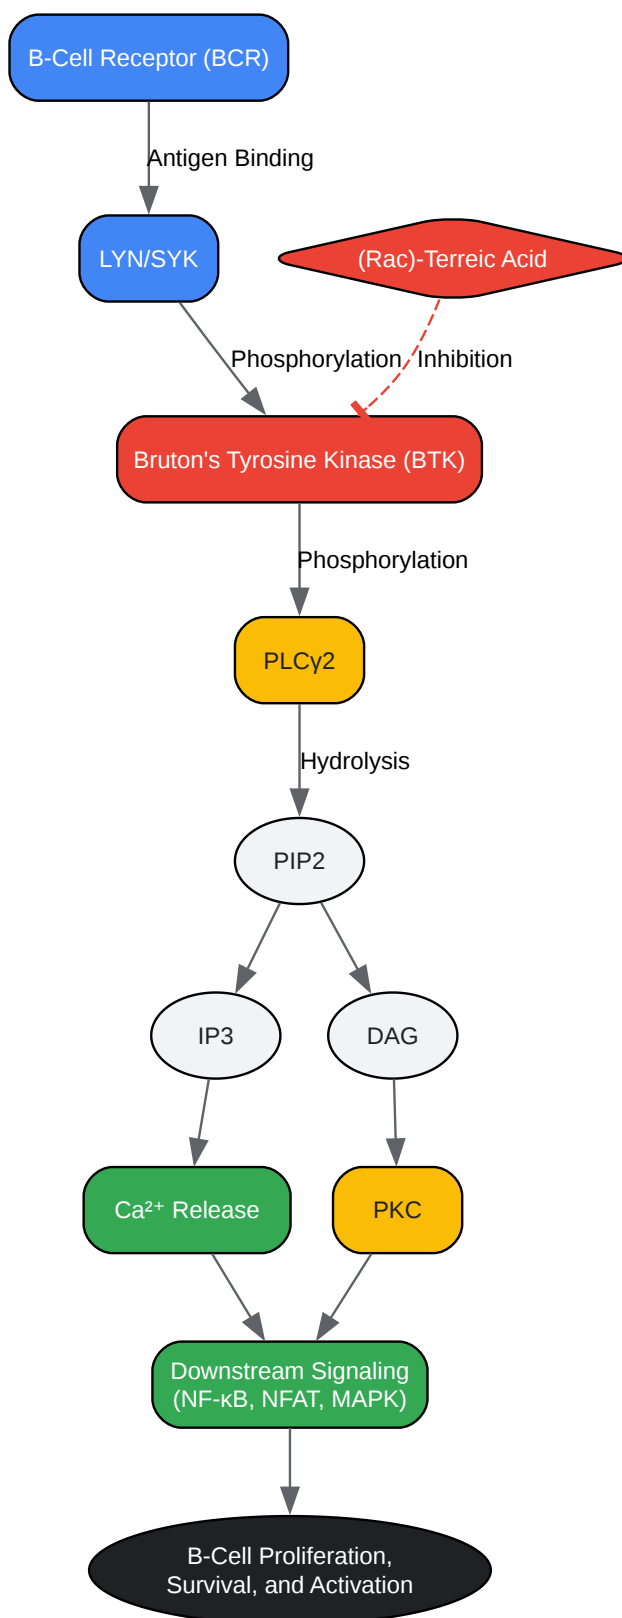 B-Cell Receptor (BCR)
Antigen Binding
LYN/SYK
(Rac)-Terreic Acid
Phosphorylation
Inhibition
Bruton's Tyrosine Kinase (BTK)
Phosphorylation
PLCγ2
Hydrolysis
PIP2
IP3
DAG
Ca²⁺ Release
PKC
Downstream Signaling
(NF-κB, NFAT, MAPK)
B-Cell Proliferation,
Survival, and Activation